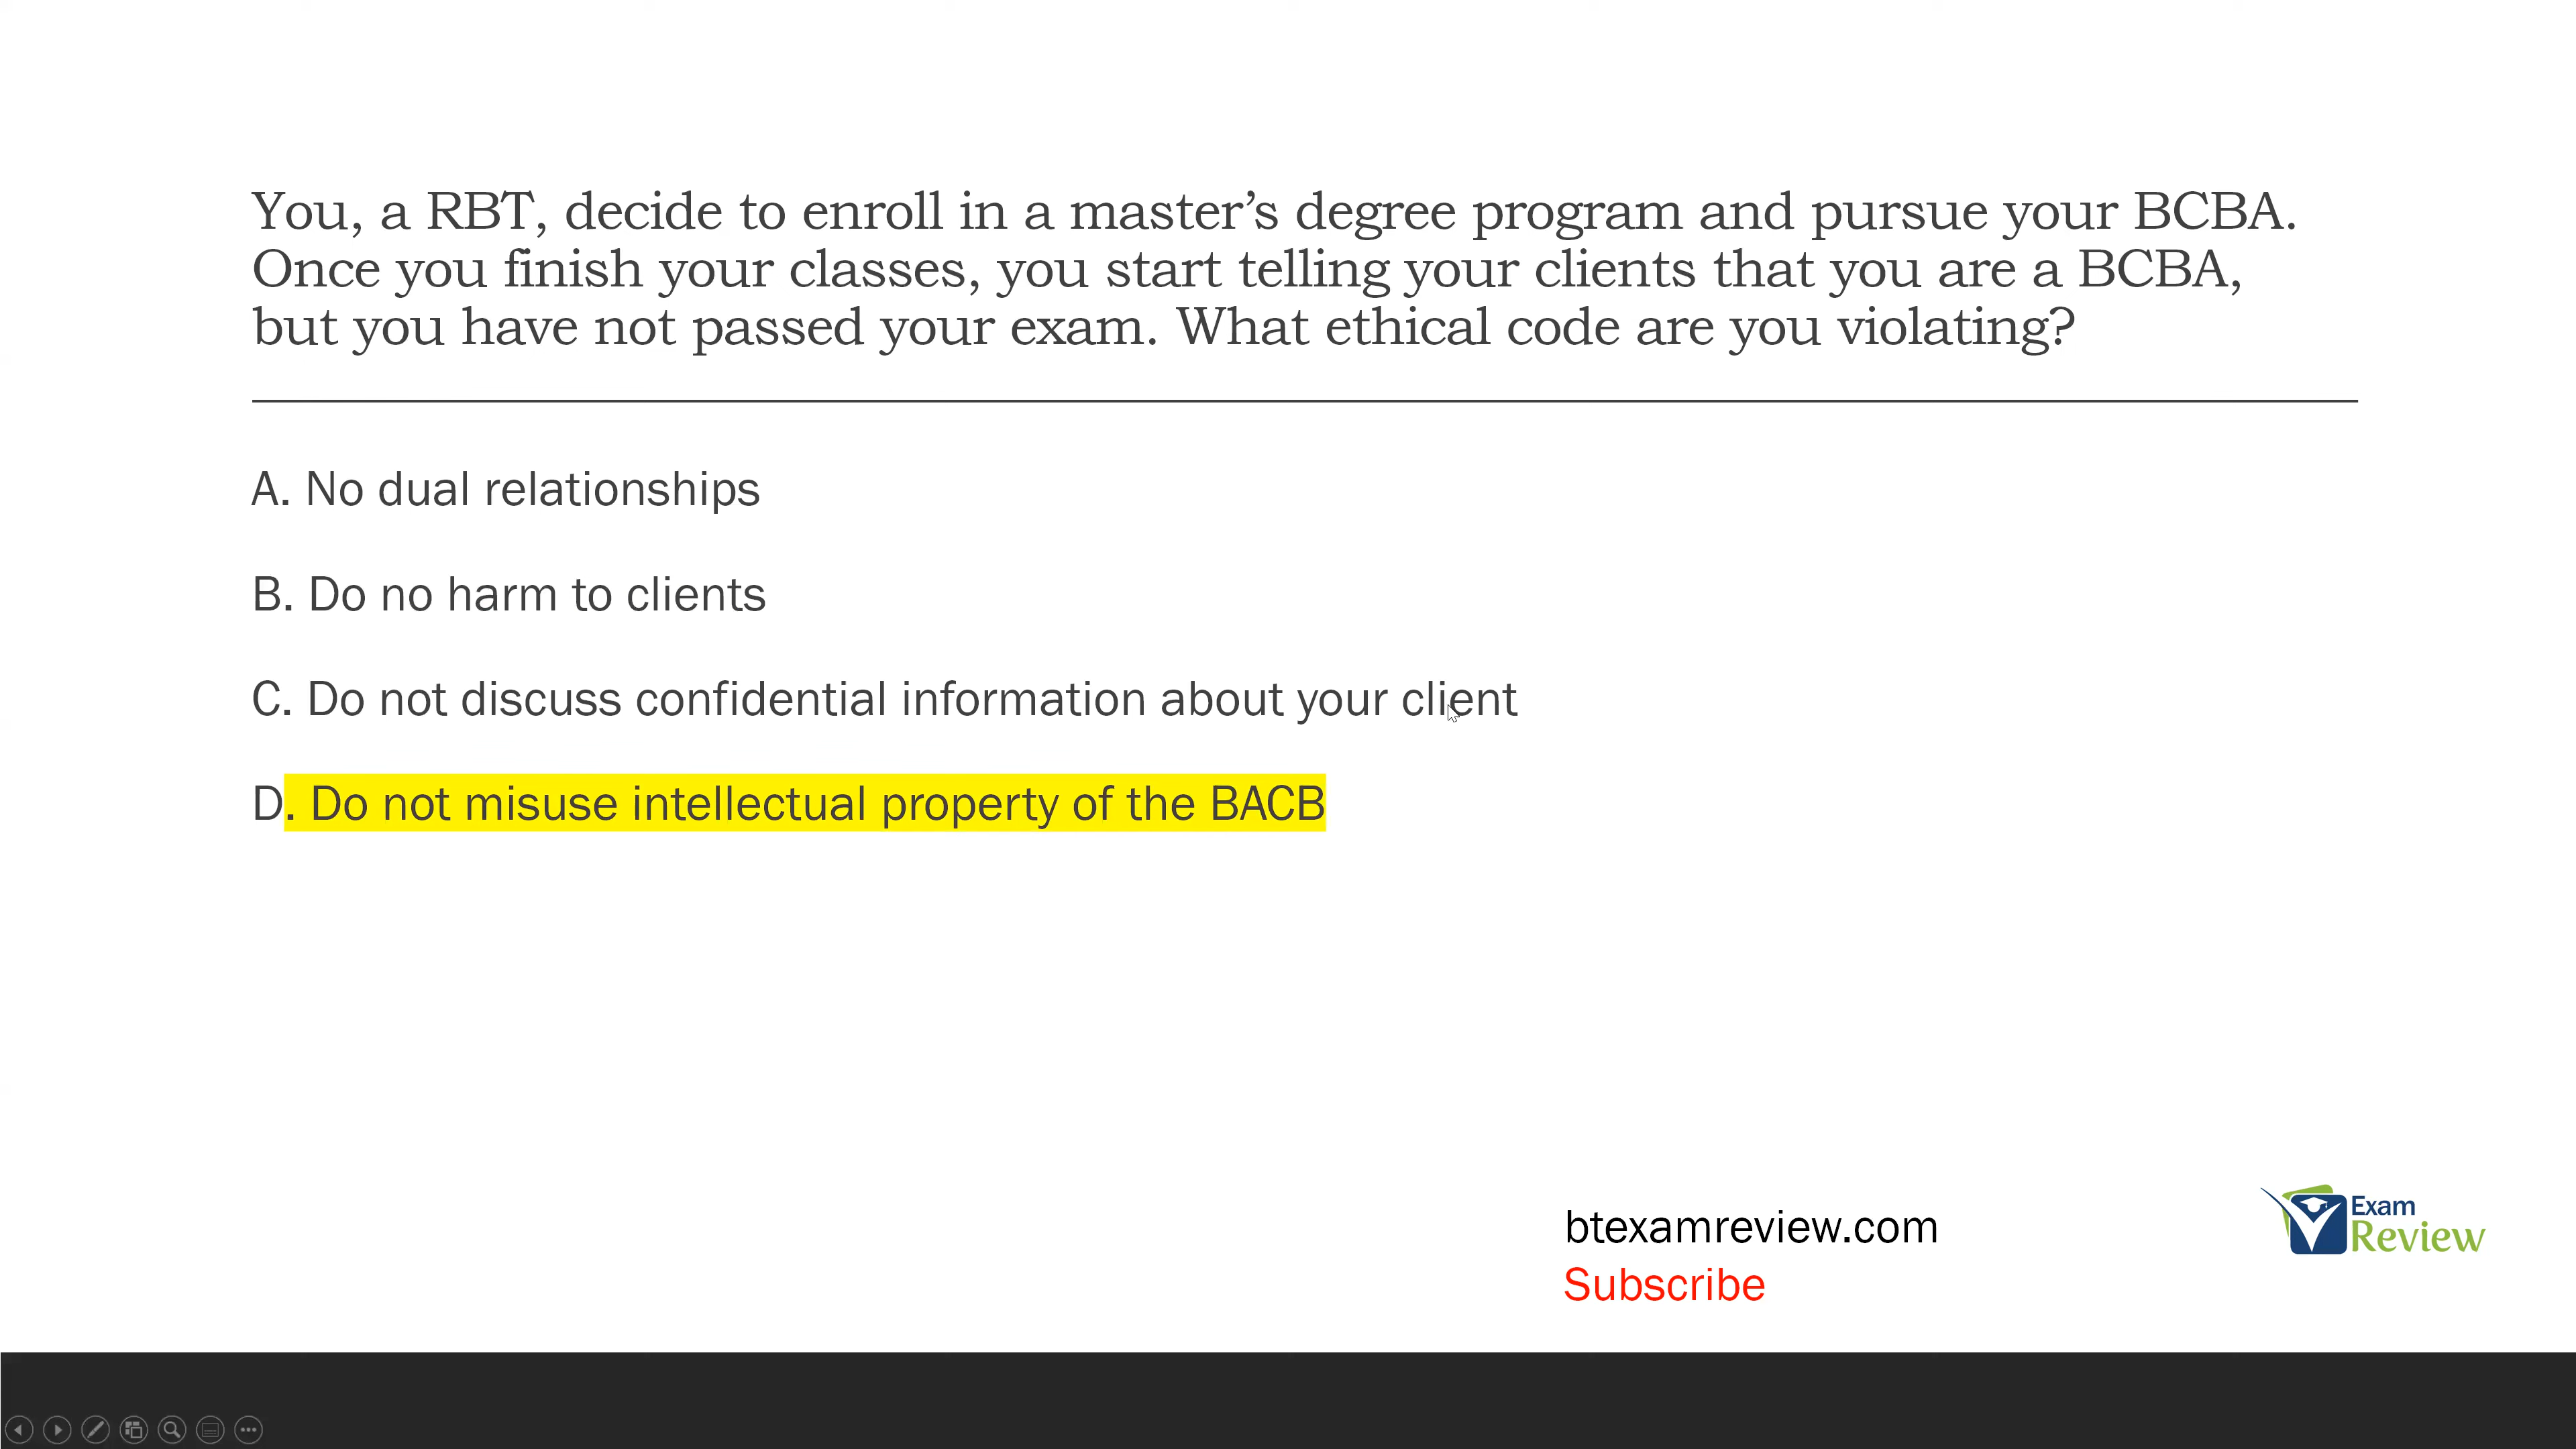 You, a RBT, decide to enroll in a master’s degree program and pursue your BCBA.
Once you finish your classes, you start telling your clients that you are a BCBA,
but you have not passed your exam. What ethical code are you violating?
A. No dual relationships
B. Do no harm to clients
C. Do not discuss confidential information about your client
D. Do not misuse intellectual property of the BACB
btexamreview.com
Subscribe
Exam
Review